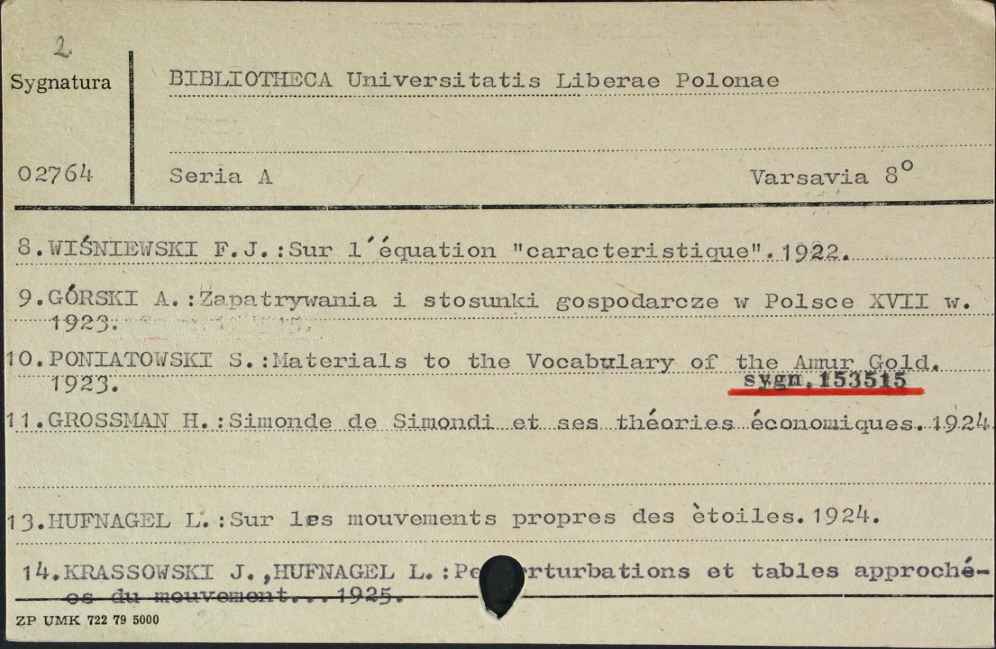 2
Sygnatura
BIBLIOTHECA Universitatis Liberae Polonae
02764
Seria A
Varsavia 8°
8.WIŚNIEWSKI F.J.:Sur l´équation "caracteristique".1922.
9.GÓRSKI A.:Zapatrywania i stosunki gospodarcze w Polsce XVII w.
1923.
10.PONIATOWSKI S.:Materials to the Vocabulary of the Amur Gold.
1923.
sygn.153515
11.GROSSMAN H.:Simonde de Simondi et ses théories économiques.1924
13.HUFNAGEL L.:Sur les mouvements propres des ètoiles.1924.
14.KRASSOWSKI J.,HUFNAGEL L.:Pe rturbations et tables approché-
es du mouvement...1925.
ZP UMK 722 79 5000